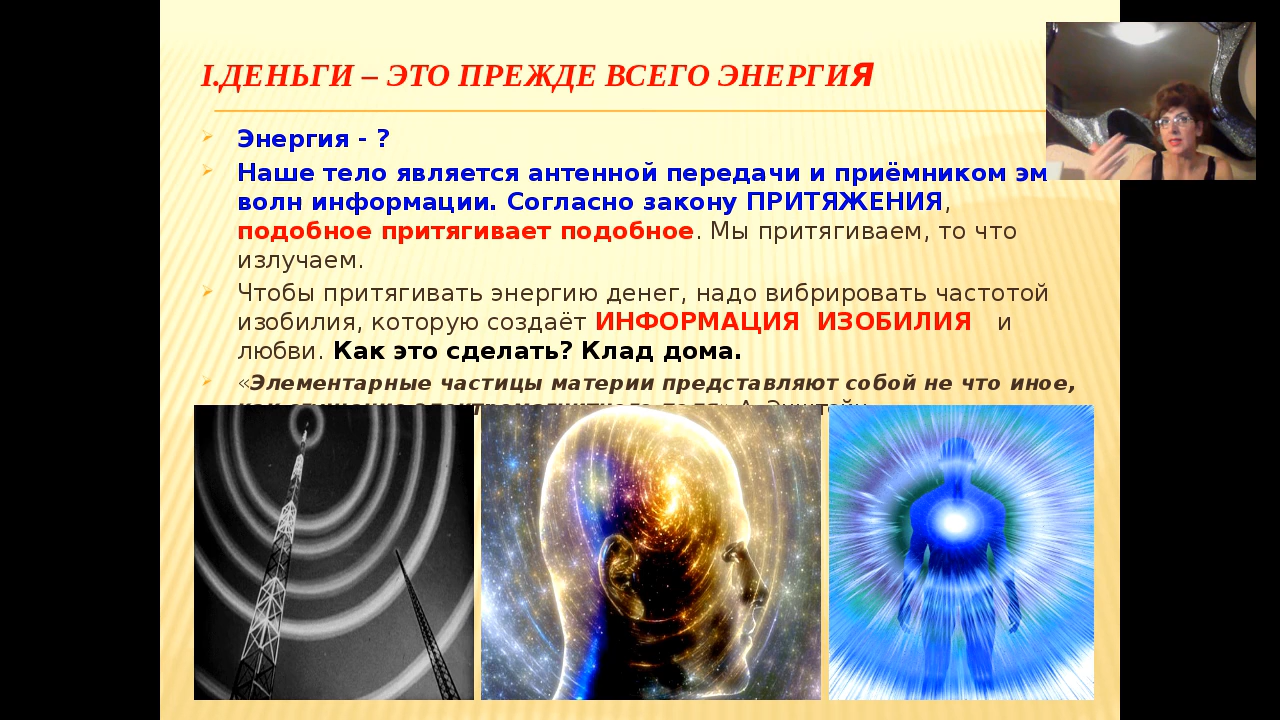 I.ДЕНЬГИ – ЭТО ПРЕЖДЕ ВСЕГО ЭНЕРГИЯ
Энергия - ?
Наше тело является антенной передачи и приёмником эм
волн информации. Согласно закону ПРИТЯЖЕНИЯ,
подобное притягивает подобное. Мы притягиваем, то что
излучаем.
Чтобы притягивать энергию денег, надо вибрировать частотой
изобилия, которую создаёт ИНФОРМАЦИЯ ИЗОБИЛИЯ и
любви. Как это сделать? Клад дома.
«Элементарные частицы материи представляют собой не что иное,